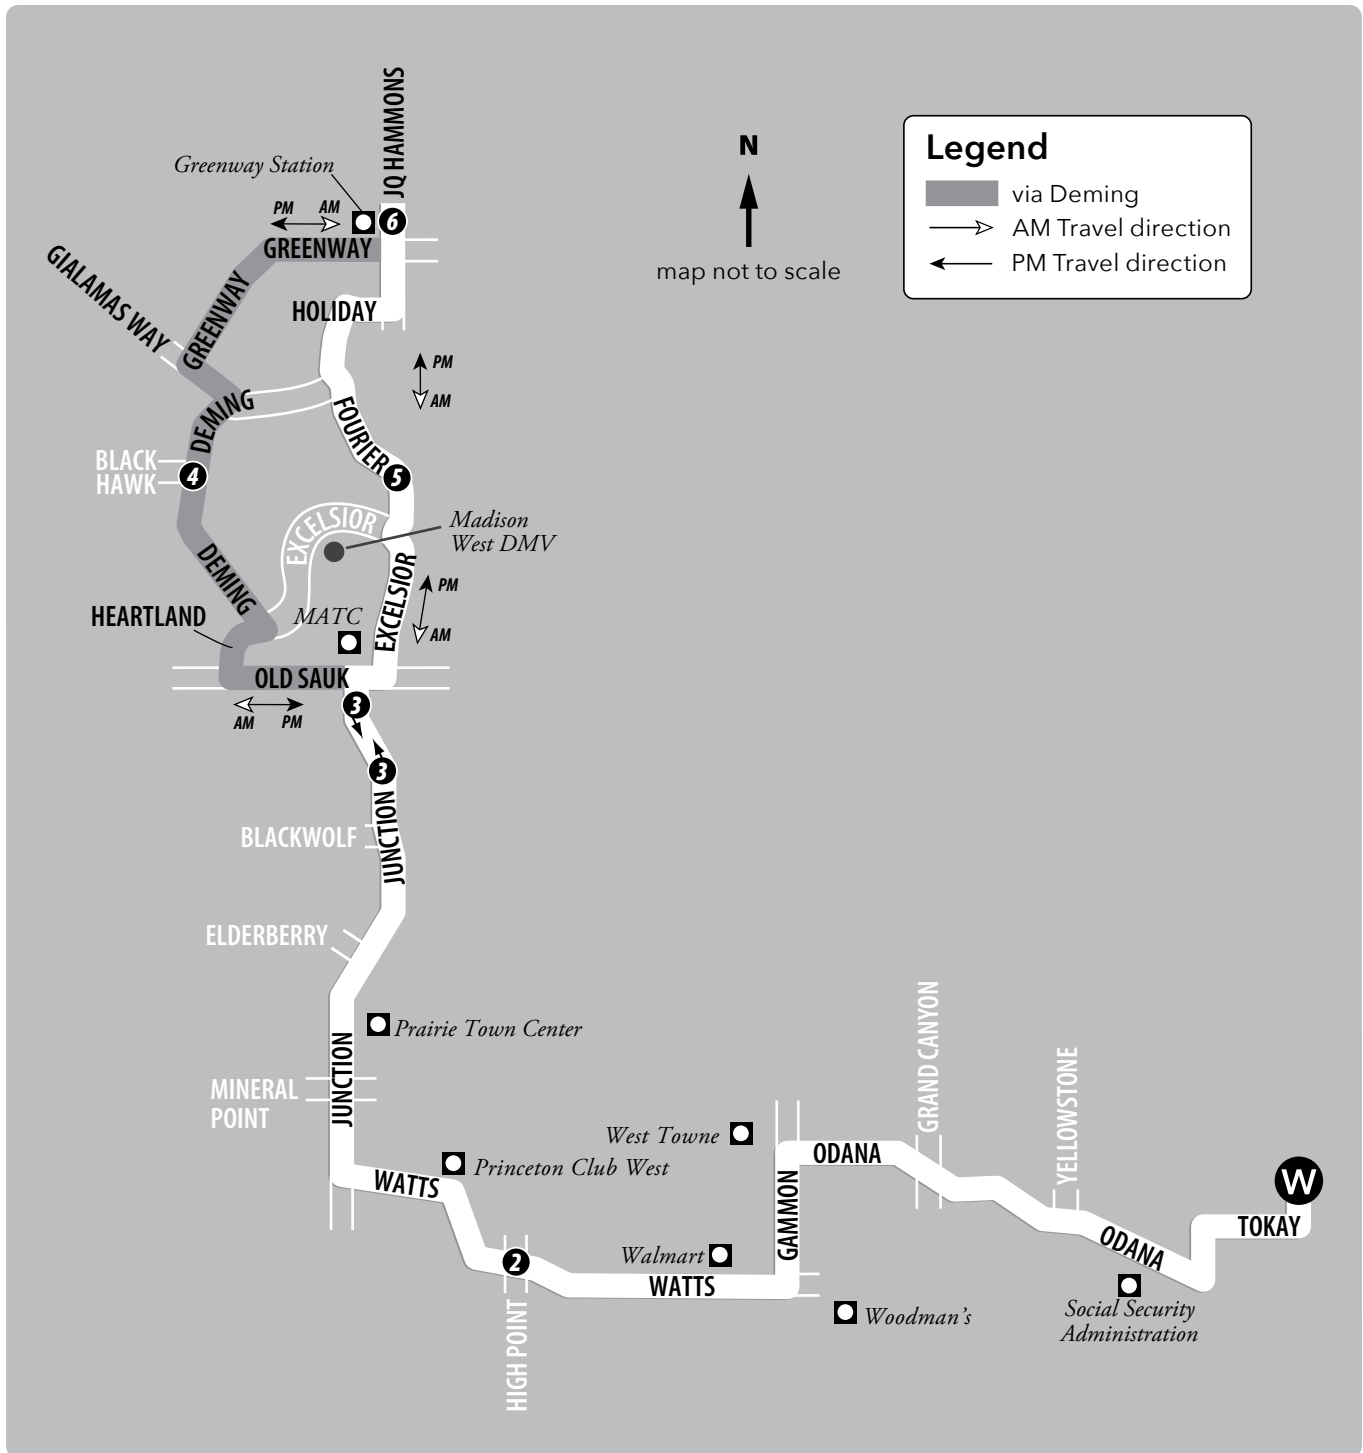 JQ HAMMONS
Greenway Station
PM
AM
6
GREENWAY
N
map not to scale
Legend
via Deming
AM Travel direction
PM Travel direction
GIALAMAS WAY
GREENWAY
HOLIDAY
PM
AM
DEMING
FOURIER
BLACK
HAWK
4
5
EXCELSIOR
Madison
West DMV
DEMING
EXCELSIOR
PM
AM
HEARTLAND
MATC
OLD SAUK
AM
PM
3
3
JUNCTION
BLACKWOLF
ELDERBERRY
Prairie Town Center
JUNCTION
MINERAL
POINT
GRAND CANYON
YELLOWSTONE
West Towne
Princeton Club West
WATTS
ODANA
GAMMON
W
TOKAY
ODANA
2
Walmart
WATTS
HIGH POINT
Woodman's
Social Security
Administration